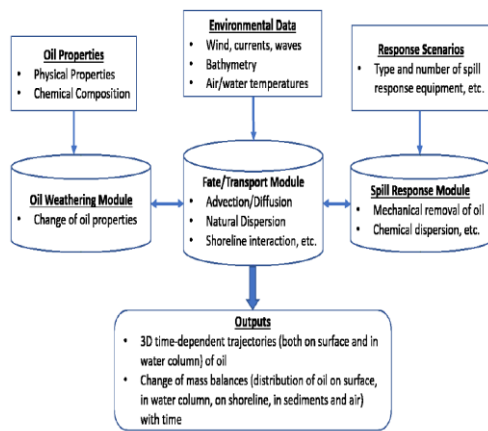 Oil Properties
• Physical Properties
• Chemical Composition
Environmental Data
• Wind, currents, waves
• Bathymetry
• Air/water temperatures
Response Scenarios
• Type and number of spill
response equipment, etc.
Oil Weathering Module
• Change of oil properties
Fate/Transport Module
• Advection/Diffusion
• Natural Dispersion
• Shoreline interaction, etc.
Spill Response Module
• Mechanical removal of oil
• Chemical dispersion, etc.
Outputs
• 3D time-dependent trajectories (both on surface and in
water column) of oil
• Change of mass balances (distribution of oil on surface,
in water column, on shoreline, in sediments and air)
with time